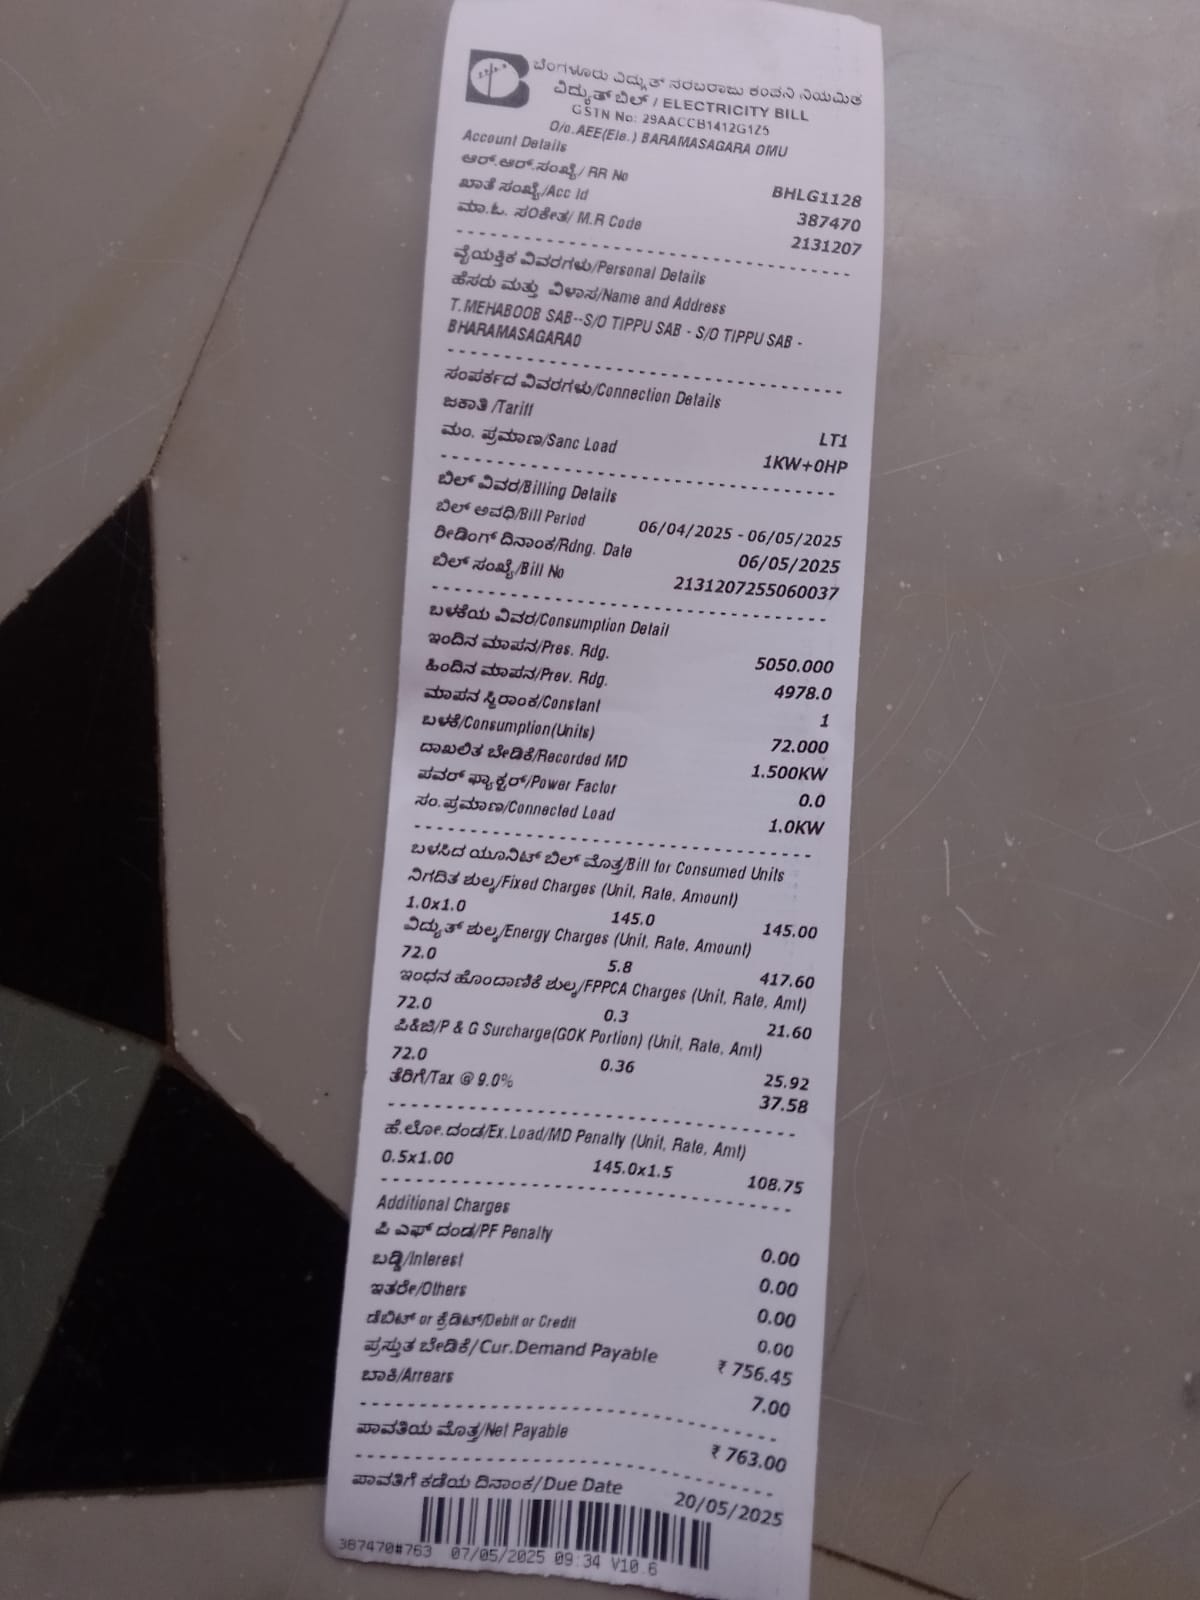 ಬೆಂಗಳೂರು ವಿದ್ಯುತ್ ಸರಬರಾಜು ಕಂಪನಿ ನಿಯಮಿತ
ವಿದ್ಯುತ್ ಬಿಲ್ / ELECTRICITY BILL
GSTN No: 29AACCB1412G1Z5
O/o.AEE(Ele.) BARAMASAGARA OMU
Account Details
ಆರ್.ಆರ್.ಸಂಖ್ಯೆ/ RR No BHLG1128
ಖಾತೆ ಸಂಖ್ಯೆ/Acc Id 387470
ಮಾ.ಓ. ಸಂಕೇತ/ M.R Code 2131207
ವೈಯಕ್ತಿಕ ವಿವರಗಳು/Personal Details
ಹೆಸರು ಮತ್ತು ವಿಳಾಸ/Name and Address
T.MEHABOOB SAB--S/O TIPPU SAB - S/O TIPPU SAB -
BHARAMASAGARA0
ಸಂಪರ್ಕದ ವಿವರಗಳು/Connection Details
ಜಕಾತಿ /Tariff LT1
ಮಂ. ಪ್ರಮಾಣ/Sanc Load 1KW+0HP
ಬಿಲ್ ವಿವರ/Billing Details
ಬಿಲ್ ಅವಧಿ/Bill Period 06/04/2025 - 06/05/2025
ರೀಡಿಂಗ್ ದಿನಾಂಕ/Rdng. Date 06/05/2025
ಬಿಲ್ ಸಂಖ್ಯೆ/Bill No 2131207255060037
ಬಳಕೆಯ ವಿವರ/Consumption Detail
ಇಂದಿನ ಮಾಪನ/Pres. Rdg. 5050.000
ಹಿಂದಿನ ಮಾಪನ/Prev. Rdg. 4978.0
ಮಾಪನ ಸ್ಥಿರಾಂಕ/Constant 1
ಬಳಕೆ/Consumption(Units) 72.000
ದಾಖಲಿತ ಬೇಡಿಕೆ/Recorded MD 1.500KW
ಪವರ್ ಫ್ಯಾಕ್ಟರ್/Power Factor 0.0
ಸಂ.ಪ್ರಮಾಣ/Connected Load 1.0KW
ಬಳಸಿದ ಯೂನಿಟ್ ಬಿಲ್ ಮೊತ್ತ/Bill for Consumed Units
ನಿಗದಿತ ಶುಲ್ಕ/Fixed Charges (Unit, Rate, Amount)
1.0x1.0 145.0 145.00
ವಿದ್ಯುತ್ ಶುಲ್ಕ/Energy Charges (Unit, Rate, Amount)
72.0 5.8 417.60
ಇಂಧನ ಹೊಂದಾಣಿಕೆ ಶುಲ್ಕ/FPPCA Charges (Unit, Rate, Amt)
72.0 0.3 21.60
ಪಿ&ಜಿ/P & G Surcharge(GOK Portion) (Unit, Rate, Amt)
72.0 0.36 25.92
ತೆರಿಗೆ/Tax @ 9.0% 37.58
ಹೆ.ಲೋ.ದಂಡ/Ex.Load/MD Penalty (Unit, Rate, Amt)
0.5x1.00 145.0x1.5 108.75
Additional Charges
ಪಿ ಎಫ್ ದಂಡ/PF Penalty 0.00
ಬಡ್ಡಿ/Interest 0.00
ಇತರೇ/Others 0.00
ಡೆಬಿಟ್ or ಕ್ರೆಡಿಟ್/Debit or Credit 0.00
ಪ್ರಸ್ತುತ ಬೇಡಿಕೆ/Cur.Demand Payable ₹ 756.45
ಬಾಕಿ/Arrears 7.00
ಪಾವತಿಯ ಮೊತ್ತ/Net Payable ₹ 763.00
ಪಾವತಿಗೆ ಕಡೆಯ ದಿನಾಂಕ/Due Date 20/05/2025
387470#763 07/05/2025 09:34 V10.6